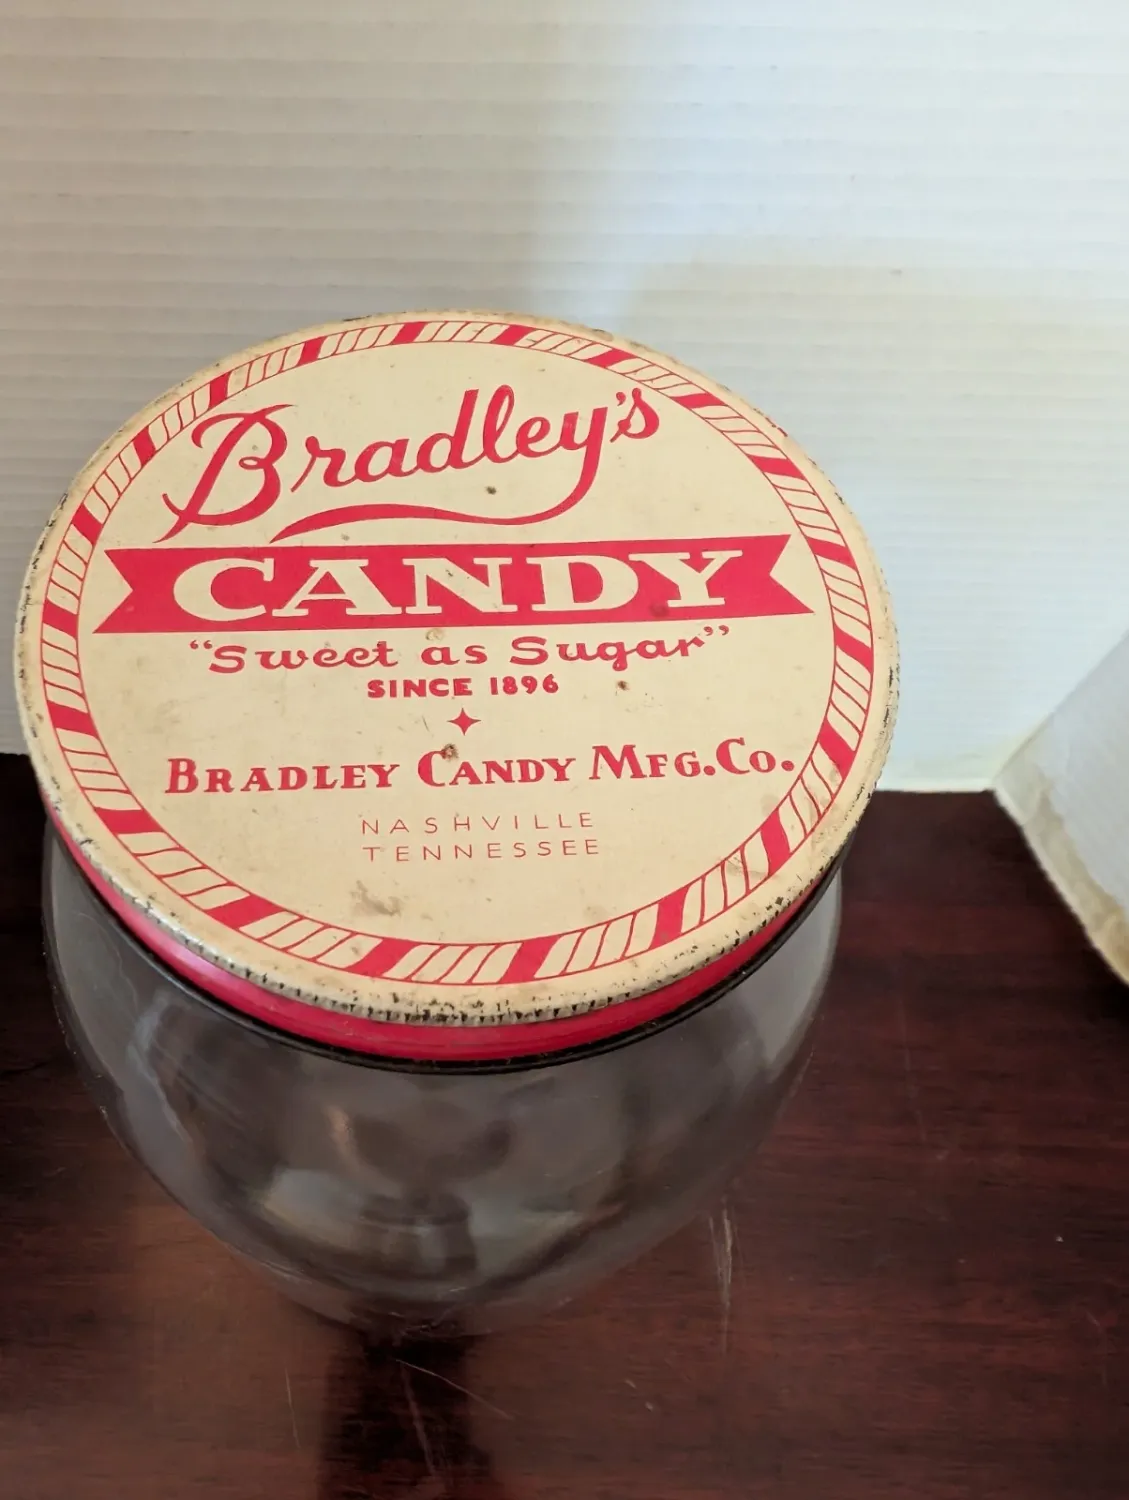 Bradley's
CANDY
"Sweet as Sugar"
SINCE 1896
BRADLEY CANDY MFG. CO.
NASHVILLE
TENNESSEE